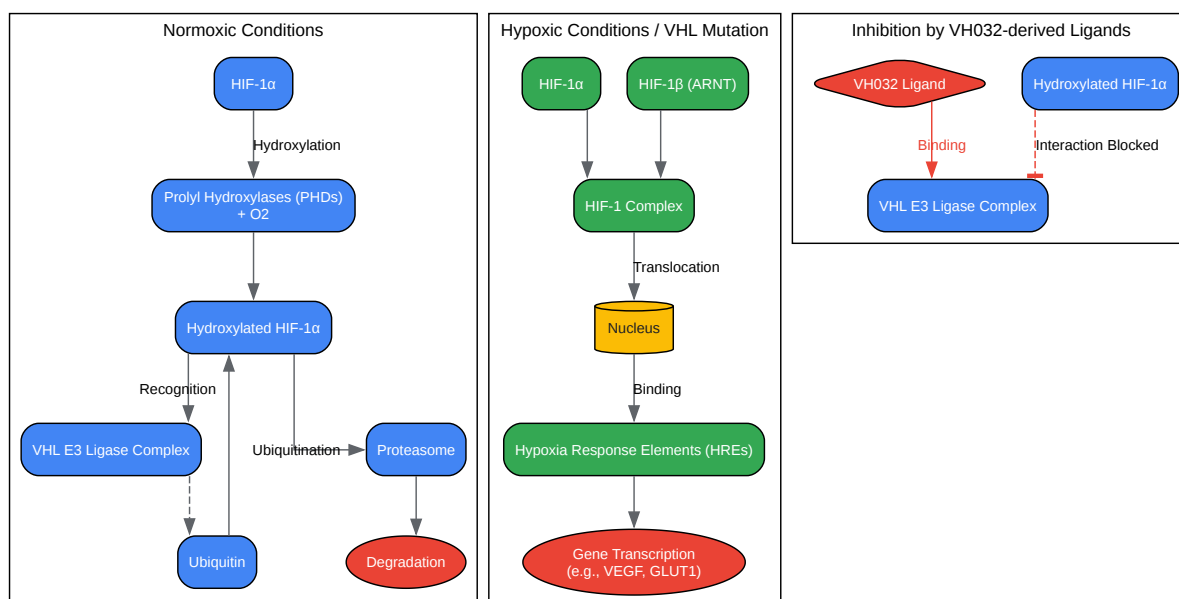 Normoxic Conditions
HIF-1α
Hydroxylation
Prolyl Hydroxylases (PHDs)
+ O2
Hydroxylated HIF-1α
Recognition
VHL E3 Ligase Complex
Ubiquitination
Proteasome
Ubiquitin
Degradation
Hypoxic Conditions / VHL Mutation
HIF-1α
HIF-1β (ARNT)
HIF-1 Complex
Translocation
Nucleus
Binding
Hypoxia Response Elements (HREs)
Gene Transcription
(e.g., VEGF, GLUT1)
Inhibition by VH032-derived Ligands
VH032 Ligand
Hydroxylated HIF-1α
Binding
Interaction Blocked
VHL E3 Ligase Complex